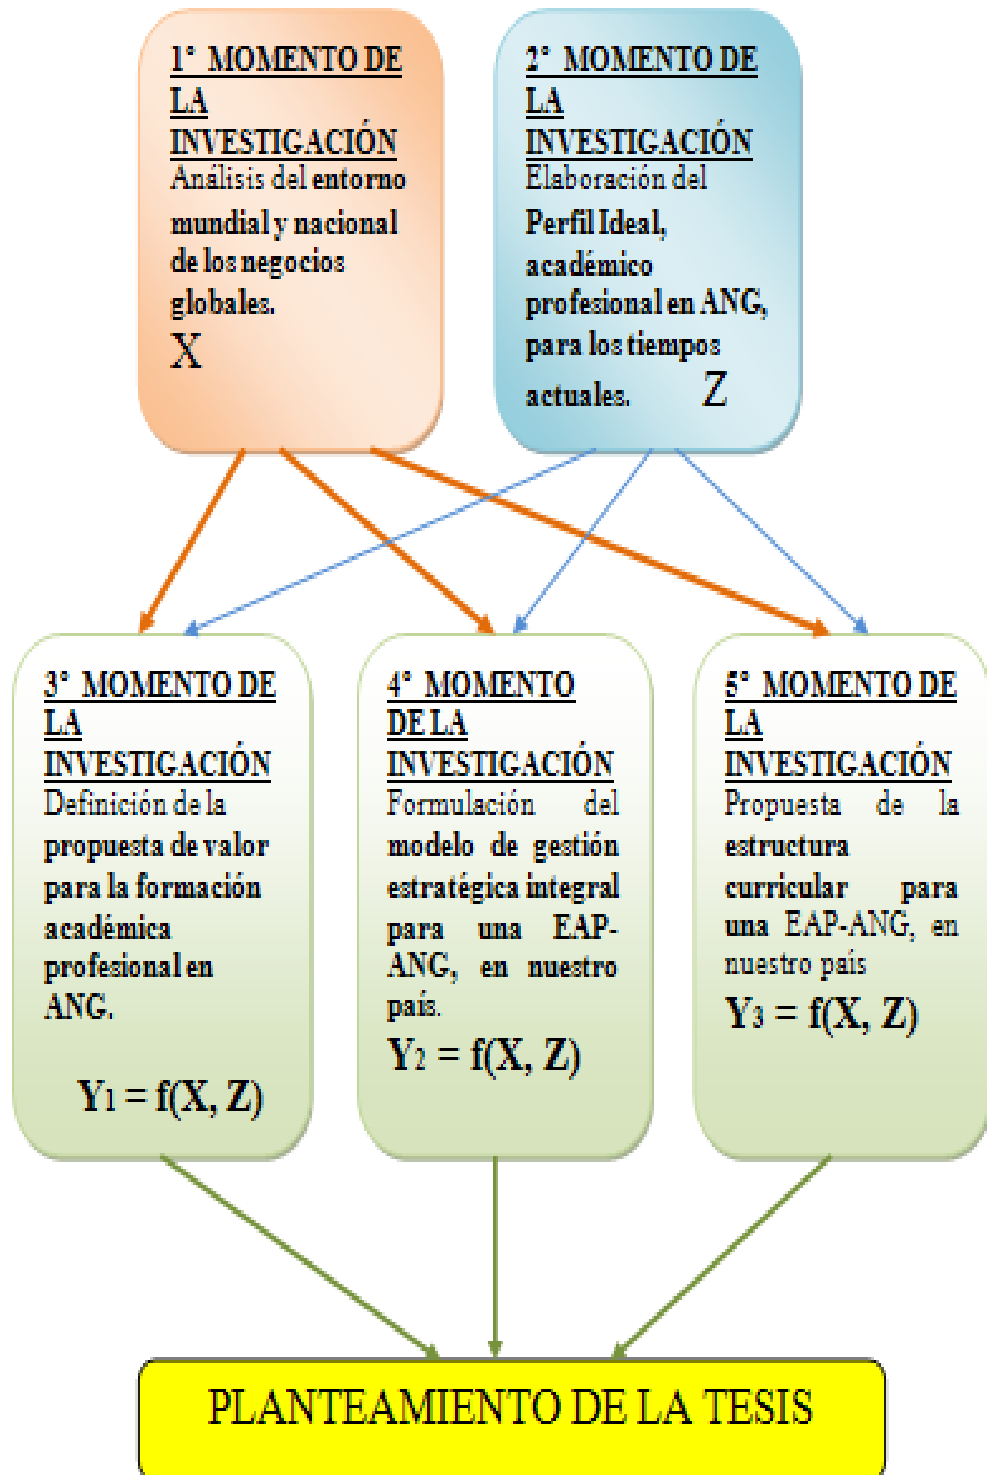 1° MOMENTO DE
LA
INVESTIGACIÓN
Análisis del entorno
mundial y nacional
de los negocios
globales.
X
2° MOMENTO DE
LA
INVESTIGACIÓN
Elaboración del
Perfil Ideal,
académico
profesional en ANG,
para los tiempos
actuales. Z
3° MOMENTO DE
LA
INVESTIGACIÓN
Definición de la
propuesta de valor
para la formación
académica
profesional en
ANG.
Y1 = f(X, Z)
4° MOMENTO
DE LA
INVESTIGACIÓN
Formulación del
modelo de gestión
estratégica integral
para una EAP-
ANG, en nuestro
país.
Y2 = f(X, Z)
5° MOMENTO DE
LA
INVESTIGACIÓN
Propuesta de la
estructura
curricular para
una EAP-ANG, en
nuestro país
Y3 = f(X, Z)
PLANTEAMIENTO DE LA TESIS